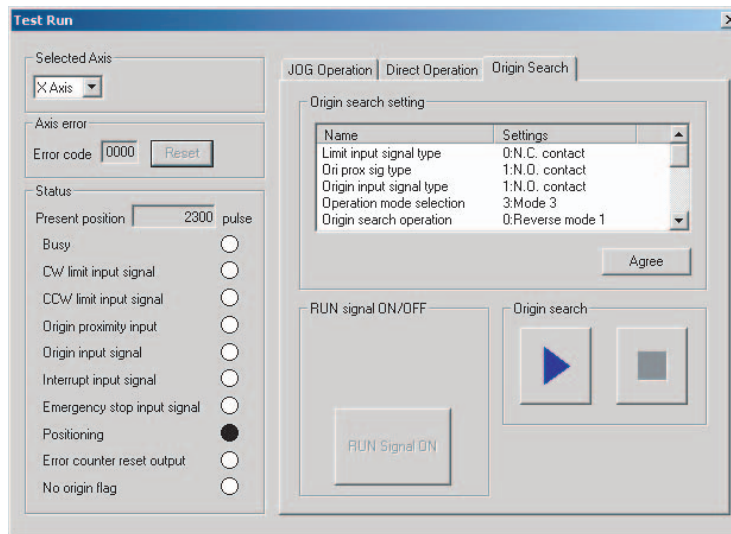 Test Run
Selected Axis
X Axis
Axis error
Error code 0000 Reset
Status
Present position 2300 pulse
Busy
CW limit input signal
CCW limit input signal
Origin proximity input
Origin input signal
Interrupt input signal
Emergency stop input signal
Positioning
Error counter reset output
No origin flag
JOG Operation Direct Operation Origin Search
Origin search setting
Name Settings
Limit input signal type 0:N.C. contact
Ori prox sig type 1:N.O. contact
Origin input signal type 1:N.O. contact
Operation mode selection 3:Mode 3
Origin search operation 0:Reverse mode 1
Agree
RUN signal ON/OFF
RUN Signal ON
Origin search